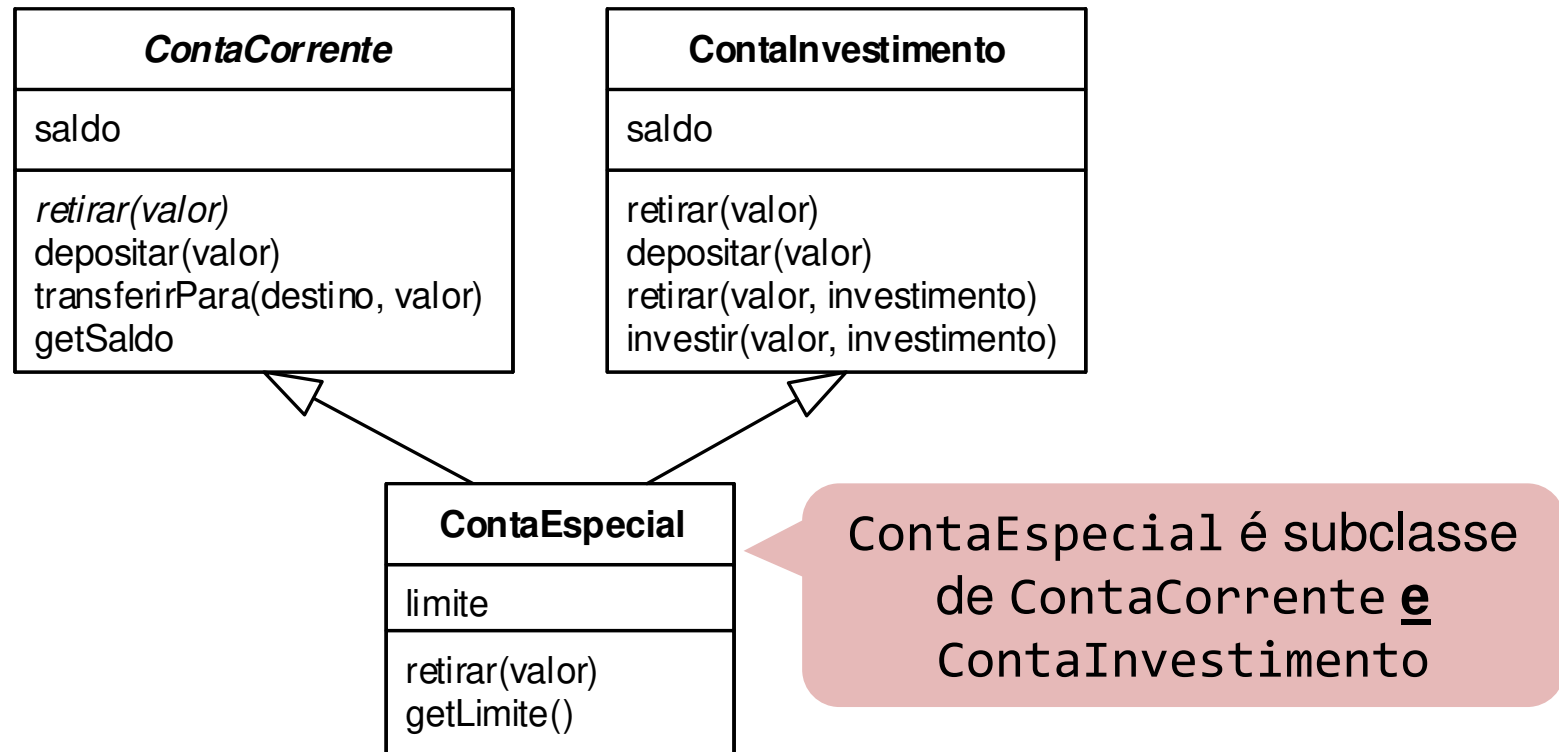 ContaCorrente
saldo
retirar(valor)
depositar(valor)
transferirPara(destino, valor)
getSaldo
ContaInvestimento
saldo
retirar(valor)
depositar(valor)
retirar(valor, investimento)
investir(valor, investimento)
ContaEspecial
limite
retirar(valor)
getLimite()
ContaEspecial é subclasse
de ContaCorrente e
ContaInvestimento